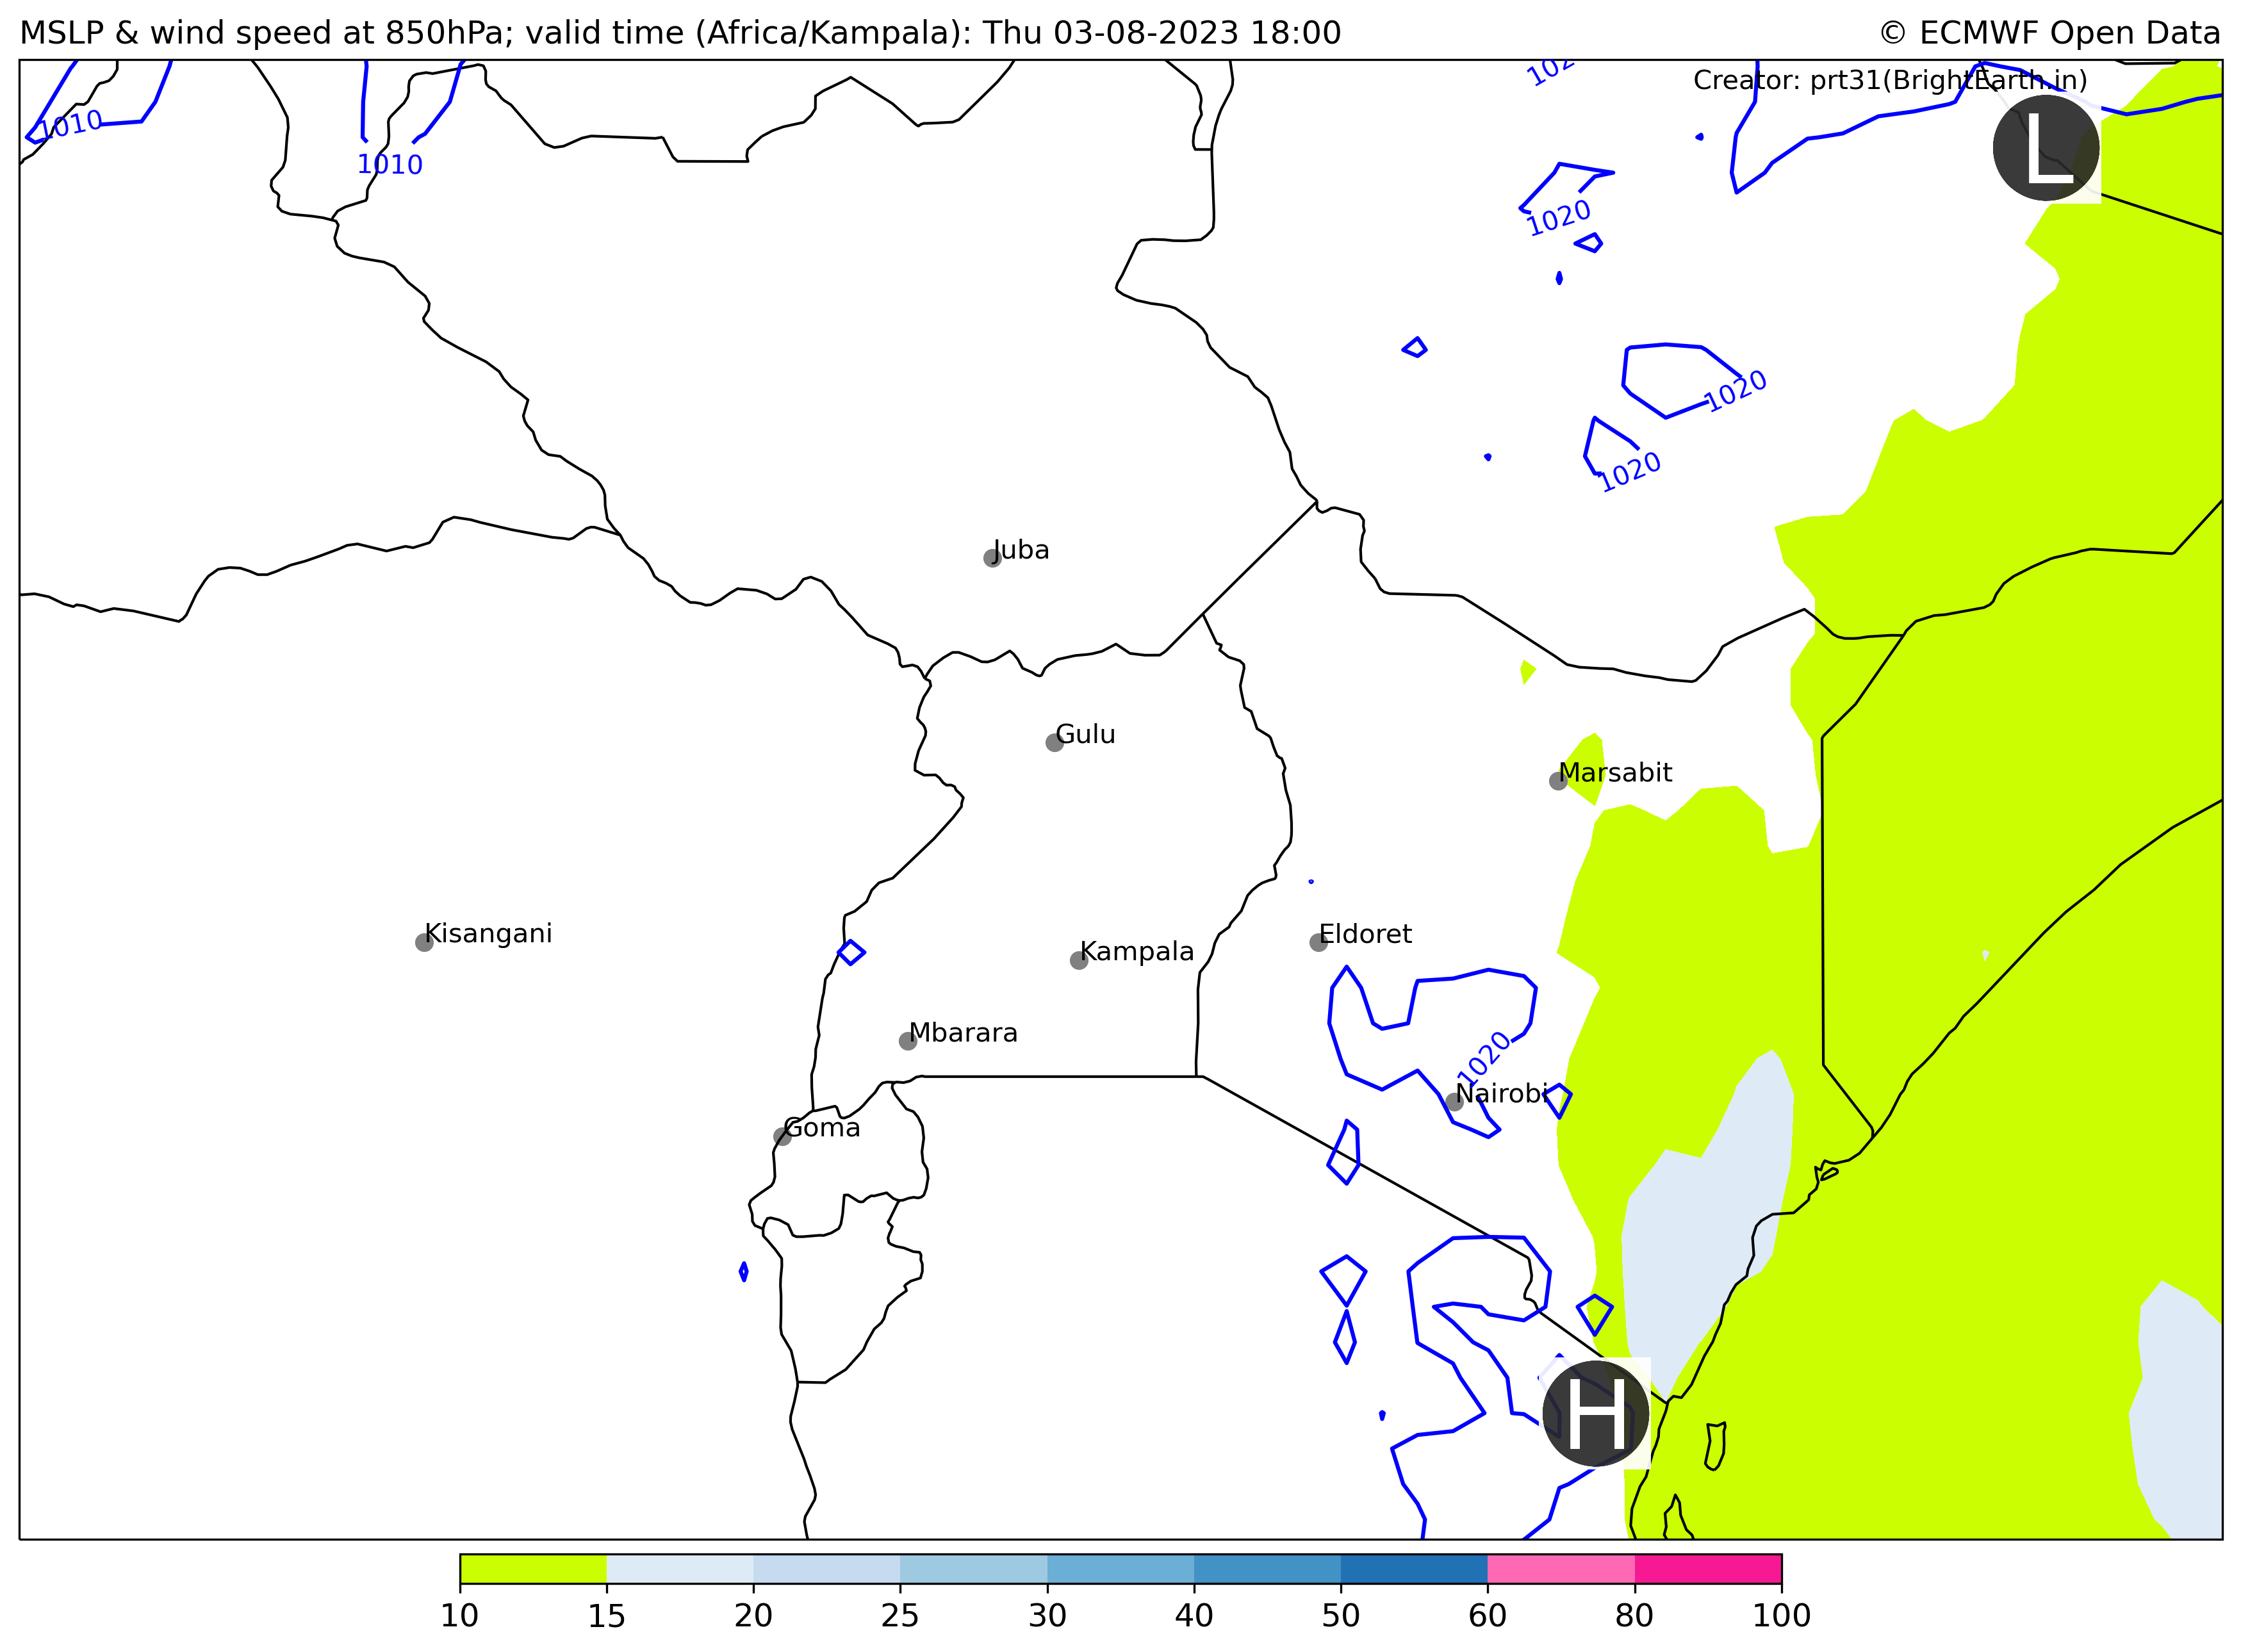 MSLP & wind speed at 850hPa; valid time (Africa/Kampala): Thu 03-08-2023 18:00
© ECMWF Open Data
Creator: prt31(BrightEarth.in)
L
1010
1010
1020
1020
1020
Juba
Gulu
Marsabit
Kisangani
Eldoret
Kampala
Mbarara
1020
Nairobi
Goma
H
10 15 20 25 30 40 50 60 80 100